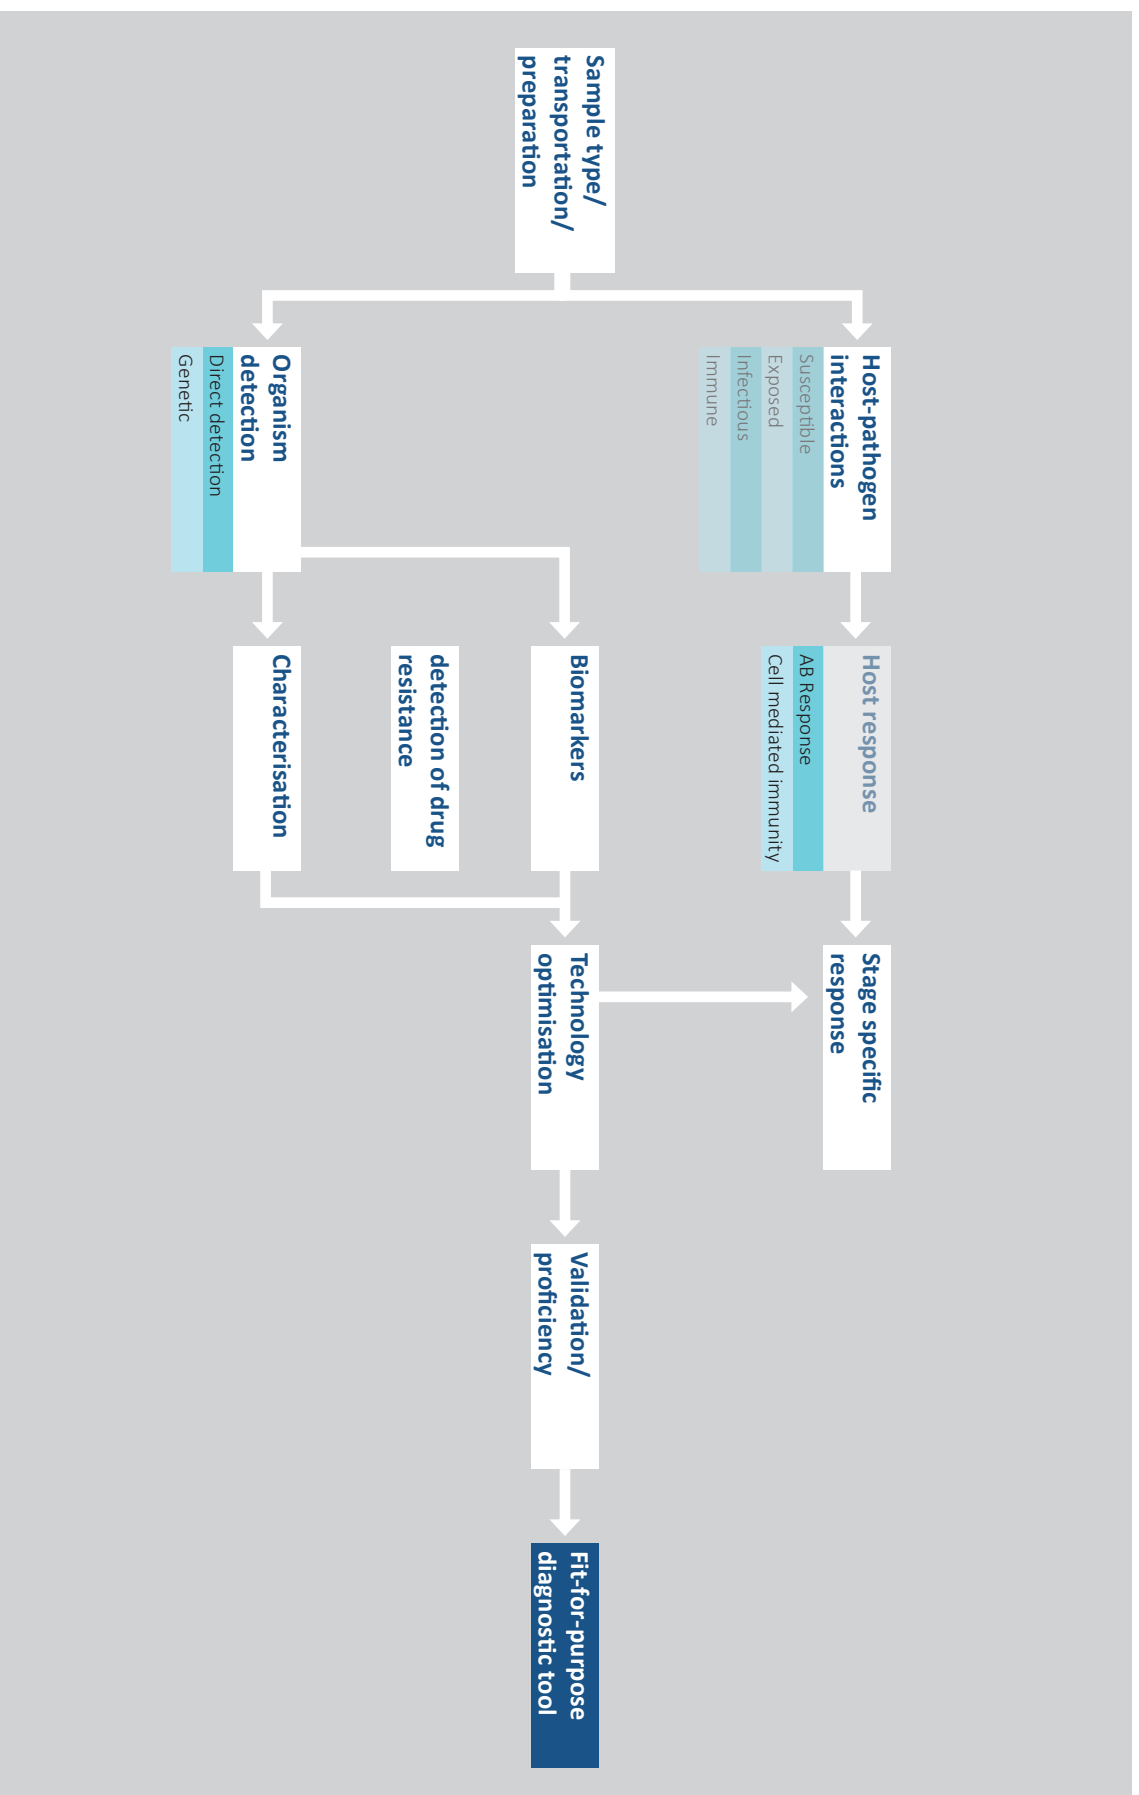 Sample type/
transportation/
preparation
Host-pathogen
interactions
Susceptible
Exposed
Infectious
Immune
Organism
detection
Direct detection
Genetic
Host response
AB Response
Cell mediated immunity
Biomarkers
detection of drug
resistance
Characterisation
Stage specific
response
Technology
optimisation
Validation/
proficiency
Fit-for-purpose
diagnostic tool